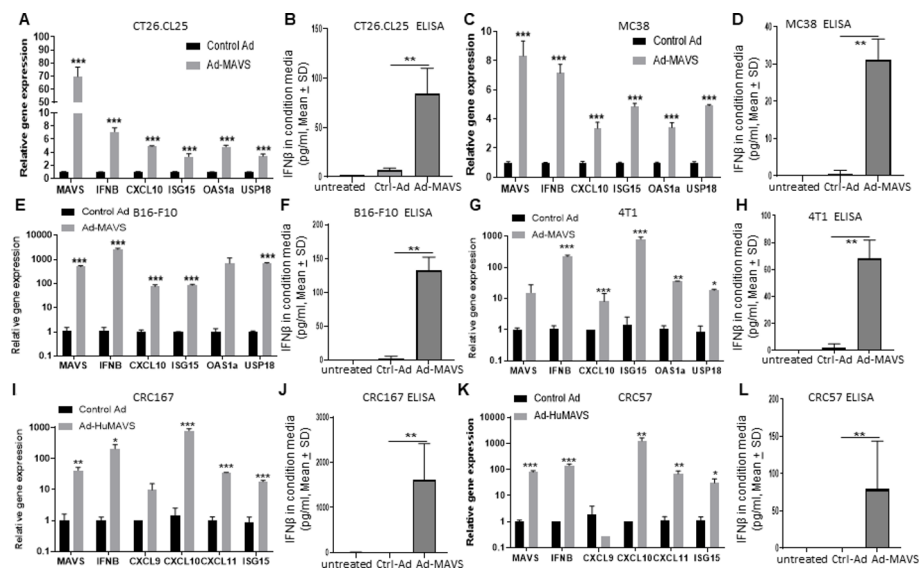 A
CT26.CL25
Relative gene expression
100
90
80
70
60
50
8
6
4
2
0
Control Ad
Ad-MAVS
***
***
***
***
***
***
MAVS IFNB CXCL10 ISG15 OAS1a USP18
B
CT26.CL25 ELISA
IFNβ in condition media
(pg/ml, Mean ± SD)
150
100
50
0
**
untreated Ctrl-Ad Ad-MAVS
C
MC38
Relative gene expression
10
8
6
4
2
0
Control Ad
Ad-MAVS
***
***
***
***
***
***
MAVS IFNB CXCL10 ISG15 OAS1a USP18
D
MC38 ELISA
IFNβ in condition media
(pg/ml, Mean ± SD)
40
30
20
10
0
**
untreated Ctrl-Ad Ad-MAVS
E
B16-F10
Relative gene expression
10000
1000
100
10
1
0.1
Control Ad
Ad-MAVS
***
***
***
***
***
MAVS IFNB CXCL10 ISG15 OAS1a USP18
F
B16-F10 ELISA
IFNβ in condition media
(pg/ml, Mean ± SD)
200
150
100
50
0
**
untreated Ctrl-Ad Ad-MAVS
G
4T1
Relative gene expression
1000
100
10
1
0.1
Control Ad
Ad-MAVS
***
***
***
**
*
MAVS IFNB CXCL10 ISG15 OAS1a USP18
H
4T1 ELISA
IFNβ in condition media
(pg/ml, Mean ± SD)
100
80
60
40
20
0
**
untreated Ctrl-Ad Ad-MAVS
I
CRC167
Relative gene expression
1000
100
10
1
0.1
Control Ad
Ad-HuMAVS
**
*
***
***
***
MAVS IFNB CXCL9 CXCL10 CXCL11 ISG15
J
CRC167 ELISA
IFNβ in condition media
(pg/ml, Mean ± SD)
3000
2000
1000
0
**
untreated Ctrl-Ad Ad-MAVS
K
CRC57
Relative gene expression
10000
1000
100
10
1
0.1
Control Ad
Ad-HuMAVS
***
***
**
**
*
MAVS IFNB CXCL9 CXCL10 CXCL11 ISG15
L
CRC57 ELISA
IFNβ in condition media
(pg/ml, Mean ± SD)
200
150
100
50
0
**
untreated Ctrl-Ad Ad-MAVS